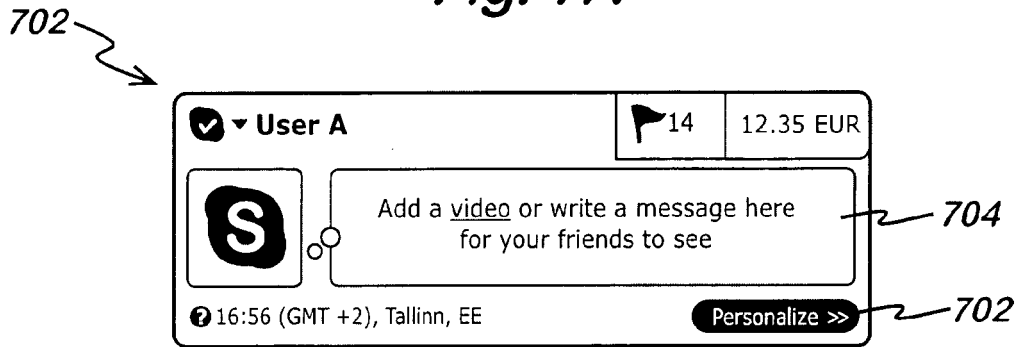 702
User A
14
12.35 EUR
S
Add a video or write a message here
for your friends to see
704
16:56 (GMT +2), Tallinn, EE
Personalize >>
702